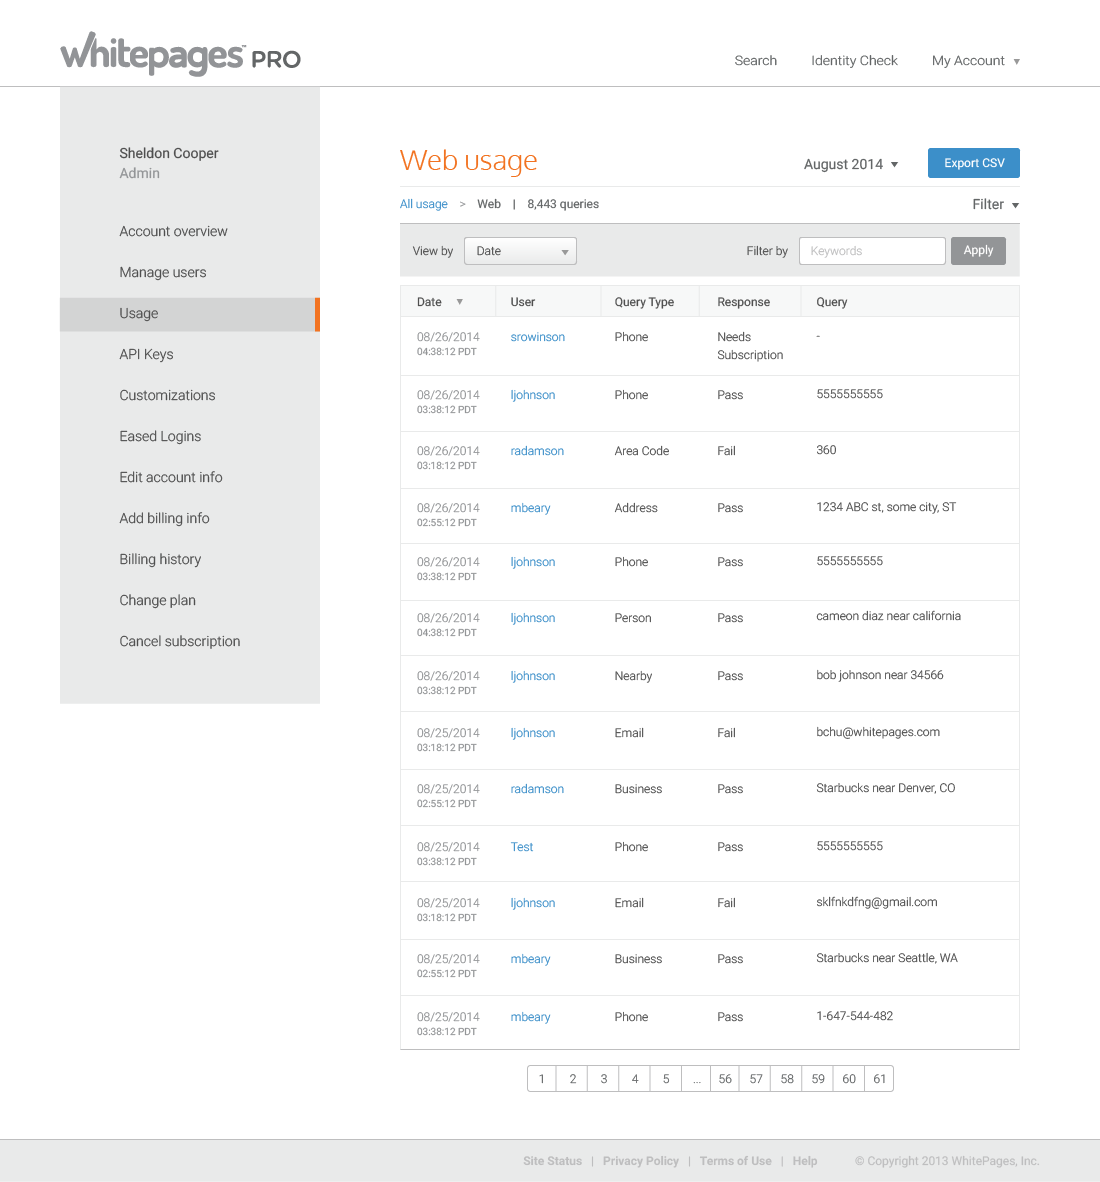 whitepages™ PRO
Search Identity Check My Account ▼
Sheldon Cooper
Admin
Account overview
Manage users
Usage
API Keys
Customizations
Eased Logins
Edit account info
Add billing info
Billing history
Change plan
Cancel subscription
Web usage August 2014 ▼ Export CSV
All usage > Web | 8,443 queries Filter ▼
View by Date ▼ Filter by Keywords Apply
Date ▼ User Query Type Response Query
08/26/2014 srowinson Phone Needs -
04:38:12 PDT Subscription
08/26/2014 ljohnson Phone Pass 5555555555
03:38:12 PDT
08/26/2014 radamson Area Code Fail 360
03:18:12 PDT
08/26/2014 mbeary Address Pass 1234 ABC st, some city, ST
02:55:12 PDT
08/26/2014 ljohnson Phone Pass 5555555555
03:38:12 PDT
08/26/2014 ljohnson Person Pass cameon diaz near california
04:38:12 PDT
08/26/2014 ljohnson Nearby Pass bob johnson near 34566
03:38:12 PDT
08/25/2014 ljohnson Email Fail bchu@whitepages.com
03:18:12 PDT
08/25/2014 radamson Business Pass Starbucks near Denver, CO
02:55:12 PDT
08/25/2014 Test Phone Pass 5555555555
03:38:12 PDT
08/25/2014 ljohnson Email Fail sklfnkdfng@gmail.com
03:18:12 PDT
08/25/2014 mbeary Business Pass Starbucks near Seattle, WA
02:55:12 PDT
08/25/2014 mbeary Phone Pass 1-647-544-482
03:38:12 PDT
1 2 3 4 5 ... 56 57 58 59 60 61
Site Status | Privacy Policy | Terms of Use | Help © Copyright 2013 WhitePages, Inc.